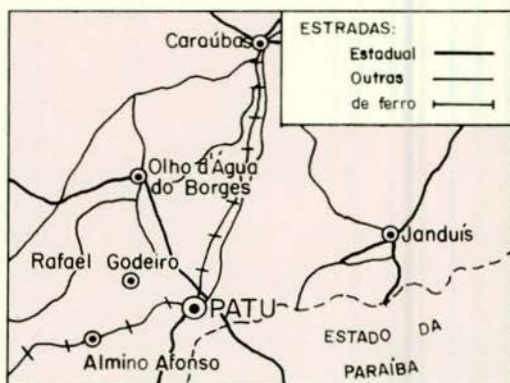 Caraúbas
ESTRADAS:
Estadual
Outras
de ferro
Olho d'Água
do Borges
Janduís
Rafael Godeiro
PATU
Almino Afonso
ESTADO DA
PARAÍBA